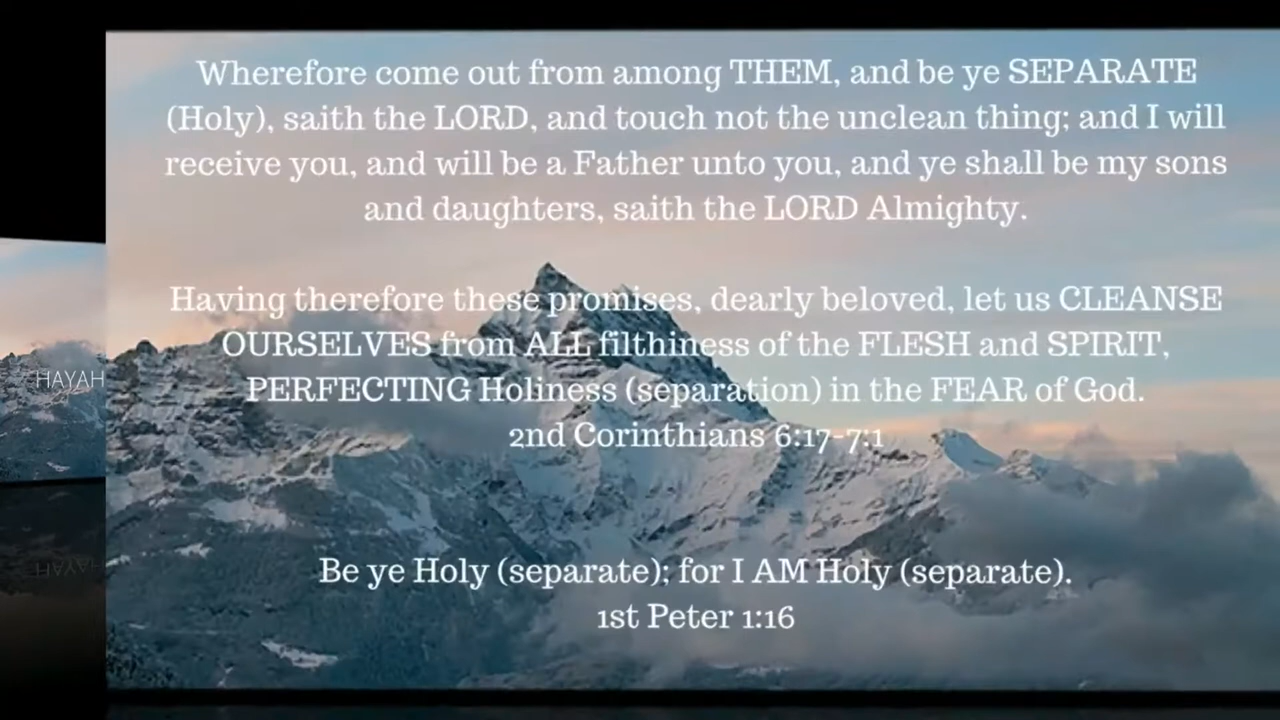 Wherefore come out from among THEM, and be ye SEPARATE
(Holy), saith the LORD, and touch not the unclean thing; and I will
receive you, and will be a Father unto you, and ye shall be my sons
and daughters, saith the LORD Almighty.
Having therefore these promises, dearly beloved, let us CLEANSE
OURSELVES from ALL filthiness of the FLESH and SPIRIT,
PERFECTING Holiness (separation) in the FEAR of God.
2nd Corinthians 6:17-7:1
Be ye Holy (separate); for I AM Holy (separate).
1st Peter 1:16
HAYAH